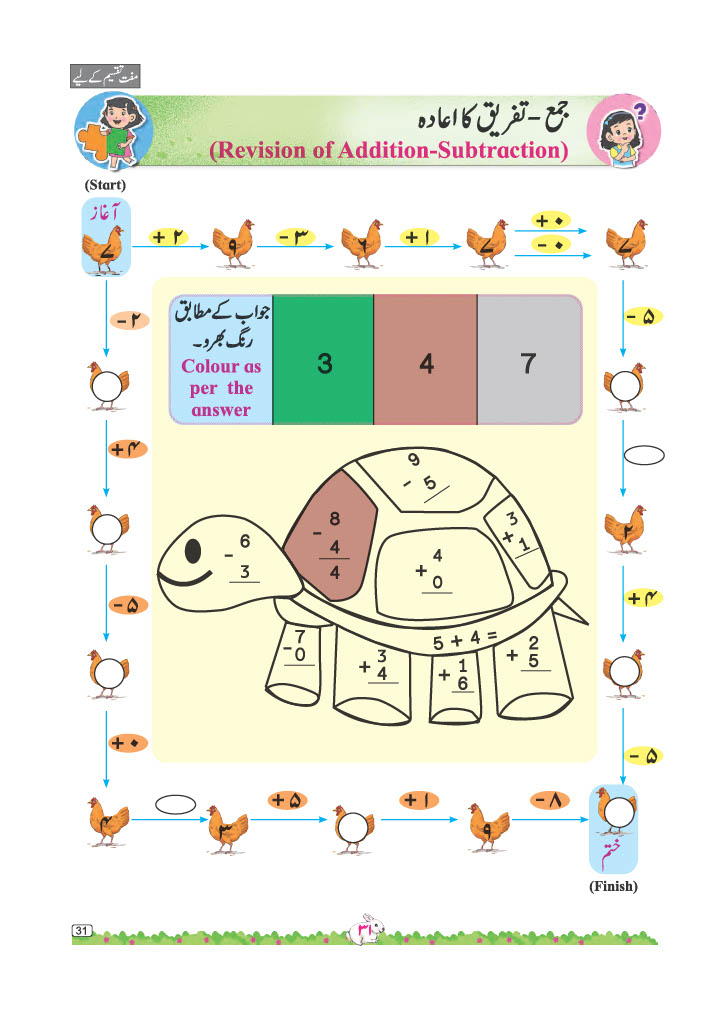 مفت تقسیم کے لیے
جمع - تفریق کا اعادہ
?
(Revision of Addition-Subtraction)
(Start)
آغاز
۷ + ۲ ۹ - ۳ ۶ + ۱ ۷ + ۰ ۷
- ۰
- ۲
- ۵
جواب کے مطابق
رنگ بھرو۔
Colour as
per the
answer
3 4 7
+ ۴
۲
- ۵
+ ۴
+ ۰
- ۵
9
- 5
8
- 4
4
3
+ 1
6
- 3
4
+ 0
5 + 4 =
7
- 0
3
+ 4
1
+ 6
2
+ 5
۴ ۳ + ۵ + ۱ ۹ - ۸
ختم
(Finish)
31
۳۱